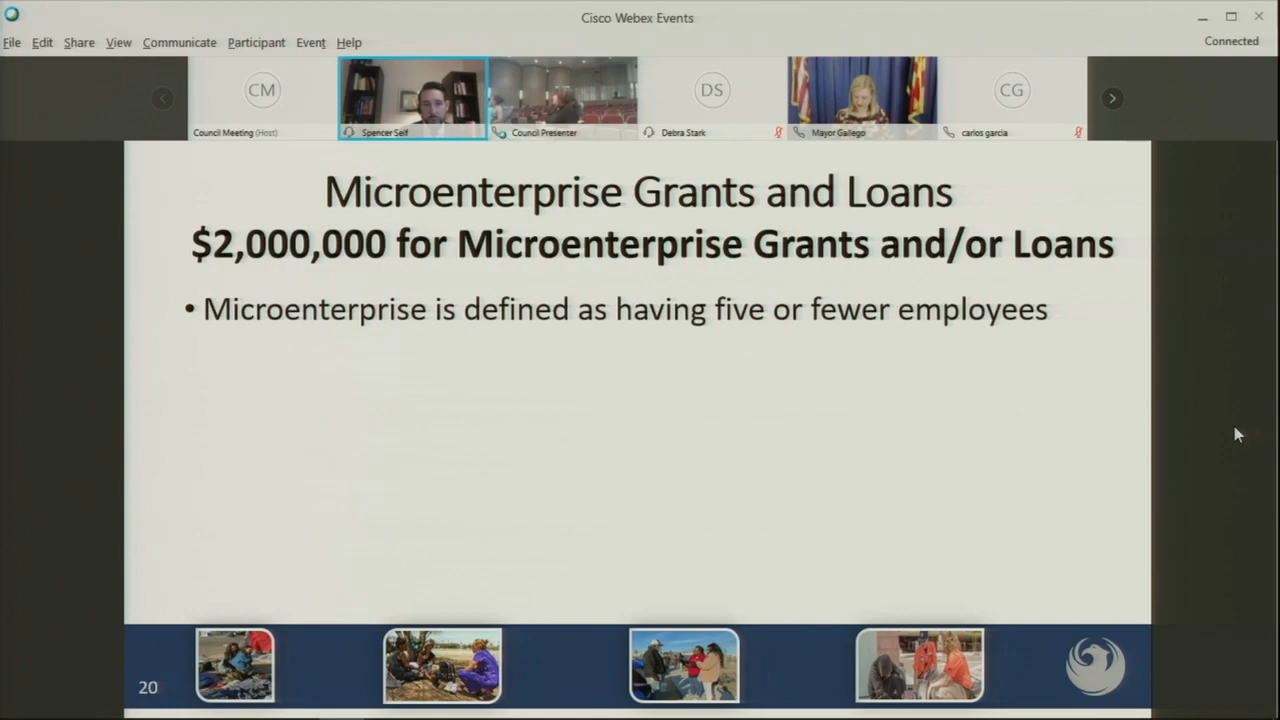 Cisco Webex Events
File Edit Share View Communicate Participant Event Help
Connected
CM
DS
CG
Council Meeting (Host)
Spencer Self
Council Presenter
Debra Stark
Mayor Gallego
carlos garcia
Microenterprise Grants and Loans
$2,000,000 for Microenterprise Grants and/or Loans
• Microenterprise is defined as having five or fewer employees
20